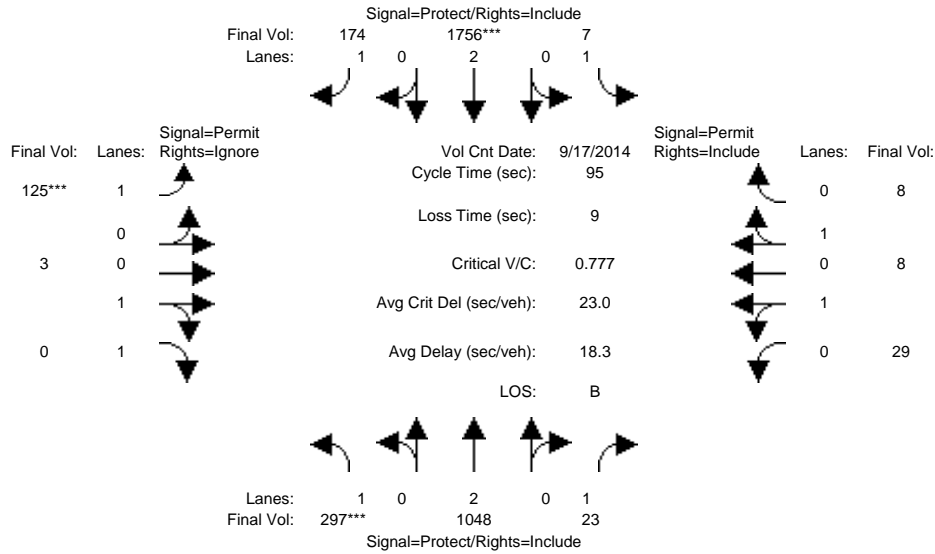 Signal=Protect/Rights=Include
Final Vol: 174 1756*** 7
Lanes: 1 0 2 0 1
Signal=Permit Signal=Permit
Final Vol: Lanes: Rights=Ignore Vol Cnt Date: 9/17/2014 Rights=Include Lanes: Final Vol:
Cycle Time (sec): 95
125*** 1 0 8
Loss Time (sec): 9
0 1
3 0 Critical V/C: 0.777 0 8
1 Avg Crit Del (sec/veh): 23.0 1
0 1 Avg Delay (sec/veh): 18.3 0 29
LOS: B
Lanes: 1 0 2 0 1
Final Vol: 297*** 1048 23
Signal=Protect/Rights=Include